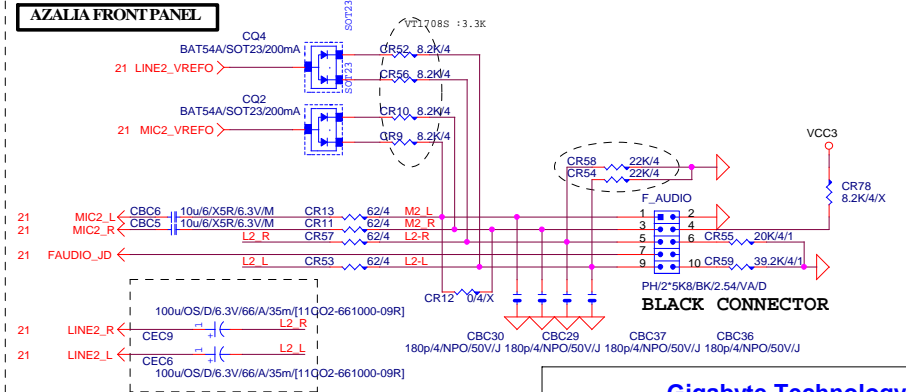 AZALIA FRONT PANEL
SOT23
VT1708S :3.3K
CQ4
BAT54A/SOT23/200mA
CR52 8.2K/4
21 LINE2_VREFO
SOT23
CR56 8.2K/4
CQ2
BAT54A/SOT23/200mA
CR10 8.2K/4
21 MIC2_VREFO
CR9 8.2K/4
VCC3
CR58 22K/4
CR54 22K/4
CR78
8.2K/4/X
F_AUDIO
21 MIC2_L CBC6 10u/6/X5R/6.3V/M CR13 62/4 M2_L 1 2
21 MIC2_R CBC5 10u/6/X5R/6.3V/M CR11 62/4 M2_R 3 4
L2_R CR57 62/4 L2-R 5 6 CR55 20K/4/1
21 FAUDIO_JD 7
L2_L CR53 62/4 L2-L 9 10 CR59 39.2K/4/1
PH/2*5K8/BK/2.54/VA/D
CR12 0/4/X
BLACK CONNECTOR
100u/OS/D/6.3V/66/A/35m/[11CO2-661000-09R]
21 LINE2_R 1 + L2_R
CEC9
CBC30 CBC29 CBC37 CBC36
180p/4/NPO/50V/J 180p/4/NPO/50V/J 180p/4/NPO/50V/J 180p/4/NPO/50V/J
21 LINE2_L 1 + L2_L
CEC6
100u/OS/D/6.3V/66/A/35m/[11CO2-661000-09R]
Gigabyte Technology